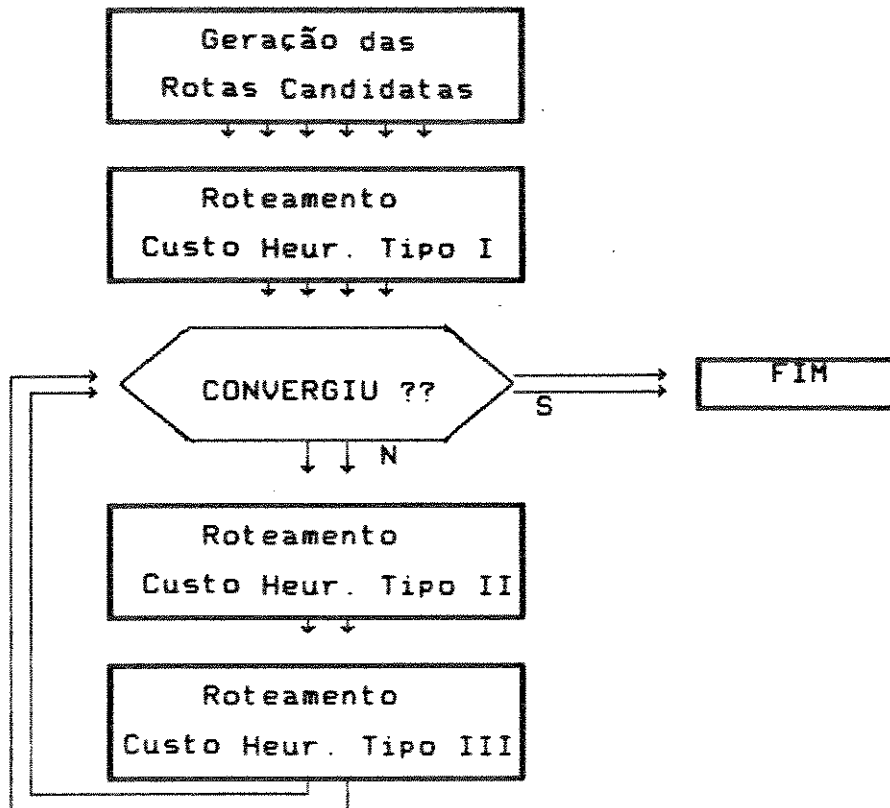 Geração das
Rotas Candidatas
Roteamento
Custo Heur. Tipo I
CONVERGIU ??
S
FIM
N
Roteamento
Custo Heur. Tipo II
Roteamento
Custo Heur. Tipo III